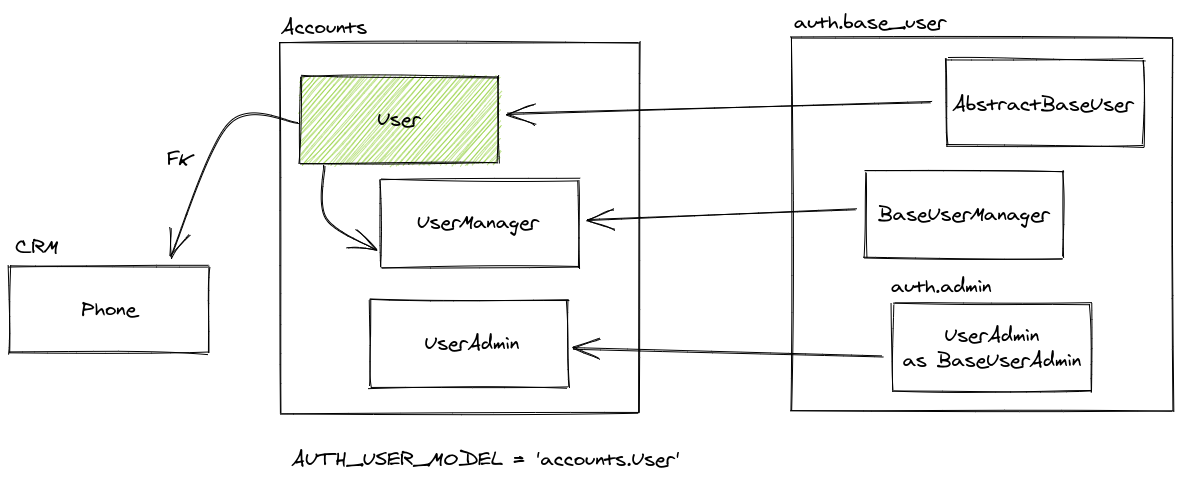 Accounts
auth.base_user
User
AbstractBaseUser
FK
UserManager
BaseUserManager
CRM
Phone
auth.admin
UserAdmin
UserAdmin
as BaseUserAdmin
AUTH_USER_MODEL = 'accounts.User'